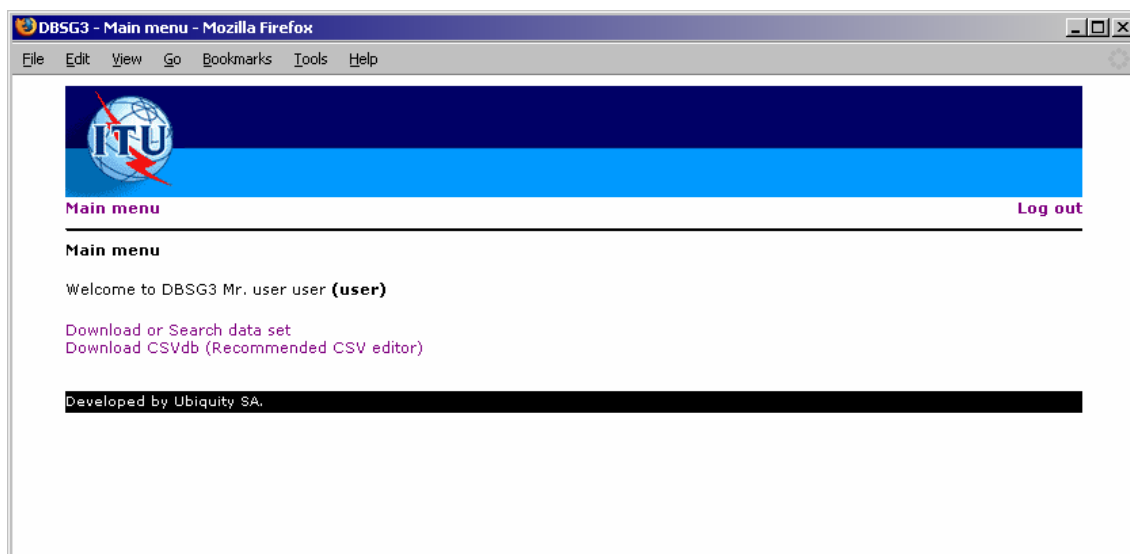 DBSG3 - Main menu - Mozilla Firefox
File Edit View Go Bookmarks Tools Help
ITU
Main menu Log out
Main menu
Welcome to DBSG3 Mr. user user (user)
Download or Search data set
Download CSVdb (Recommended CSV editor)
Developed by Ubiquity SA.